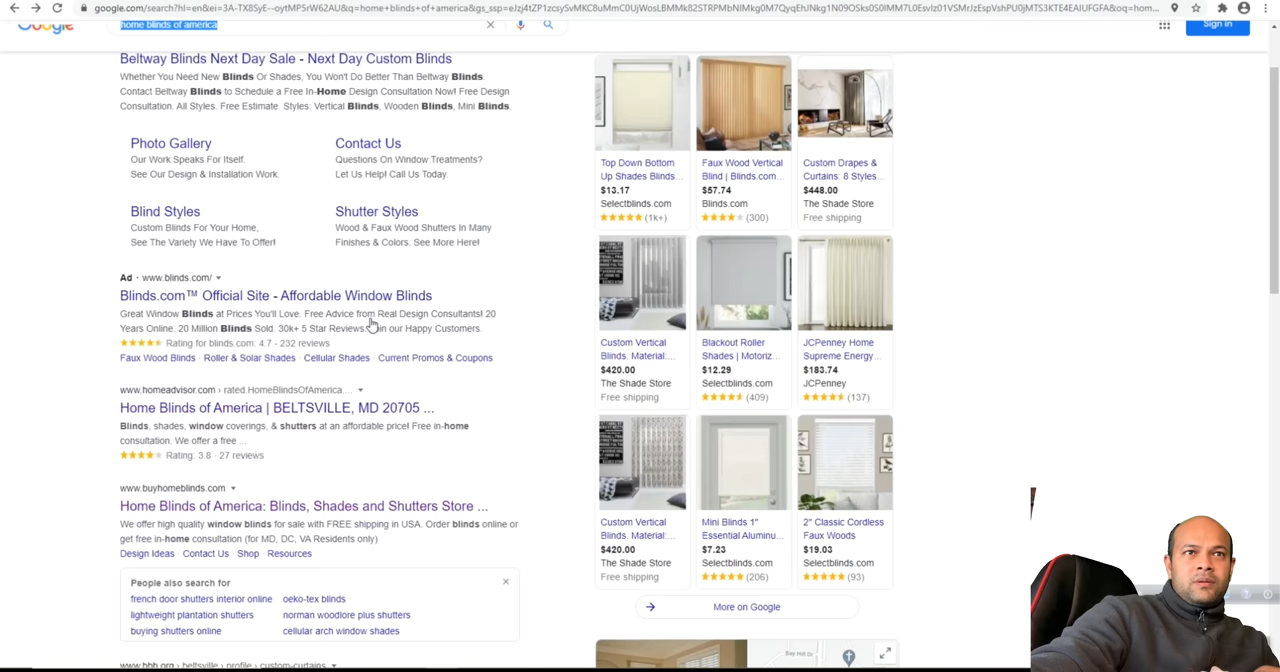 google.com/search?hl=en&ei=3A-TX8SyE--oytMP5rW62AU&q=home+blinds+of+america&gs_ssp=
home blinds of america
Google
Sign in
Beltway Blinds Next Day Sale - Next Day Custom Blinds
Whether You Need New Blinds Or Shades, You Won't Do Better Than Beltway Blinds.
Contact Beltway Blinds to Schedule a Free In-Home Design Consultation Now! Free Design
Consultation. All Styles. Free Estimate. Styles: Vertical Blinds, Wooden Blinds, Mini Blinds.
Photo Gallery
Our Work Speaks For Itself.
See Our Design & Installation Work.
Contact Us
Questions On Window Treatments?
Let Us Help! Call Us Today.
Blind Styles
Custom Blinds For Your Home,
See The Variety We Have To Offer!
Shutter Styles
Wood & Faux Wood Shutters In Many
Finishes & Colors. See More Here!
Ad · www.blinds.com/
Blinds.com™ Official Site - Affordable Window Blinds
Great Window Blinds at Prices You'll Love. Free Advice from Real Design Consultants! 20
Years Online. 20 Million Blinds Sold. 30k+ 5 Star Reviews. our Happy Customers.
Rating for blinds.com: 4.7 - 232 reviews
Faux Wood Blinds · Roller & Solar Shades · Cellular Shades · Current Promos & Coupons
www.homeadvisor.com › rated.HomeBlindsOfAmerica....
Home Blinds of America | BELTSVILLE, MD 20705 ...
Blinds, shades, window coverings, & shutters at an affordable price! Free in-home
consultation. We offer a free ...
Rating: 3.8 · 27 reviews
www.buyhomeblinds.com
Home Blinds of America: Blinds, Shades and Shutters Store ...
We offer high quality window blinds for sale with FREE shipping in USA. Order blinds online or
get free in-home consultation (for MD, DC, VA Residents only)
Design Ideas · Contact Us · Shop · Resources
People also search for
french door shutters interior online
oeko-tex blinds
lightweight plantation shutters
norman woodlore plus shutters
buying shutters online
cellular arch window shades
www.bbb.org › beltsville › profile › custom-curtains
Top Down Bottom
Up Shades Blinds...
$13.17
Selectblinds.com
(1k+)
Faux Wood Vertical
Blind | Blinds.com...
$57.74
Blinds.com
(300)
Custom Drapes &
Curtains: 8 Styles...
$448.00
The Shade Store
Free shipping
Custom Vertical
Blinds. Material:...
$420.00
The Shade Store
Free shipping
Blackout Roller
Shades | Motoriz...
$12.29
Selectblinds.com
(409)
JCPenney Home
Supreme Energy...
$183.74
JCPenney
(137)
Custom Vertical
Blinds. Material:...
$420.00
The Shade Store
Free shipping
Mini Blinds 1"
Essential Aluminu...
$7.23
Selectblinds.com
(206)
2" Classic Cordless
Faux Woods
$19.03
Selectblinds.com
(93)
More on Google
Bay Hill Dr